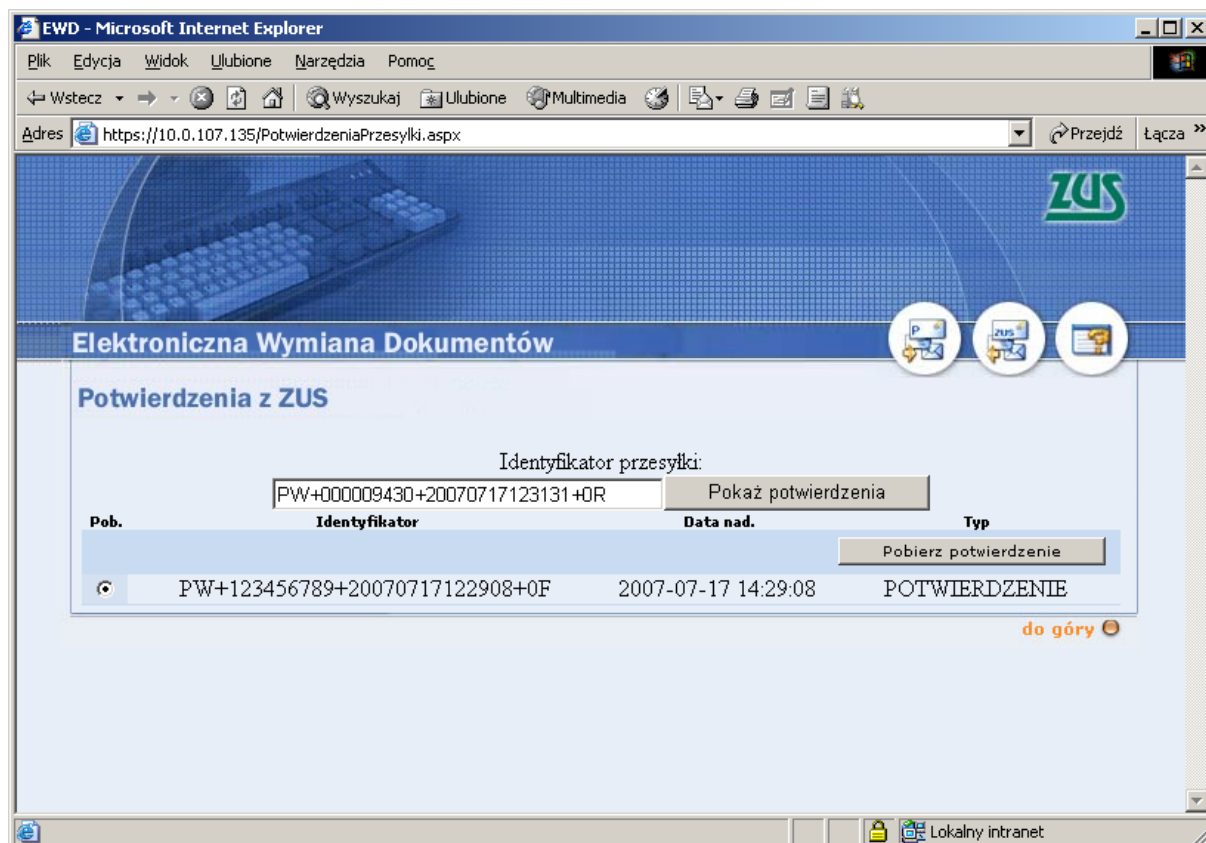 EWD - Microsoft Internet Explorer
Plik Edycja Widok Ulubione Narzędzia Pomoc
Wstecz Wyszukaj Ulubione Multimedia
Adres https://10.0.107.135/PotwierdzeniaPrzesylki.aspx Przejdź Łącza »
ZUS
P ZUS
Elektroniczna Wymiana Dokumentów
Potwierdzenia z ZUS
Identyfikator przesyłki:
PW+000009430+20070717123131+0R Pokaż potwierdzenia
Pob. Identyfikator Data nad. Typ
Pobierz potwierdzenie
PW+123456789+20070717122908+0F 2007-07-17 14:29:08 POTWIERDZENIE
do góry
Lokalny intranet